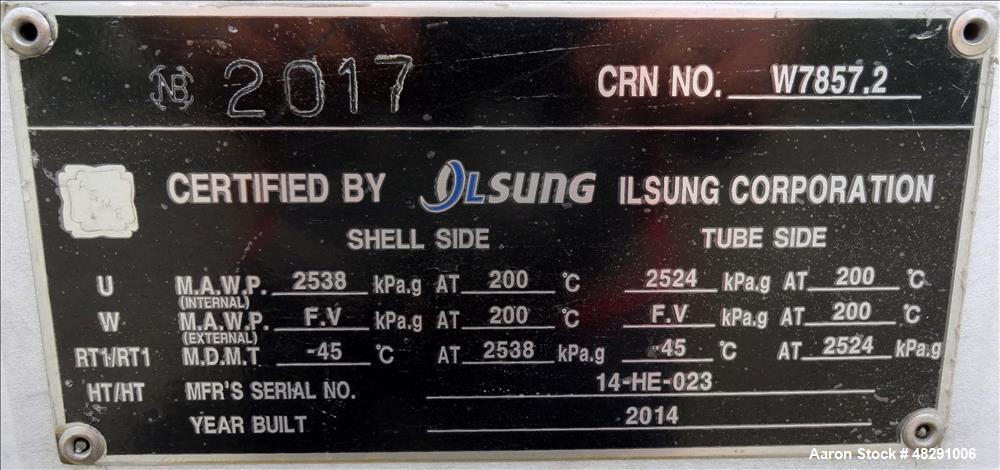 NB 2017 CRN NO. W7857.2
CERTIFIED BY ILSUNG ILSUNG CORPORATION
SHELL SIDE TUBE SIDE
U M.A.W.P. 2538 kPa.g AT 200 °C 2524 kPa.g AT 200 °C
(INTERNAL)
W M.A.W.P. F.V kPa.g AT 200 °C F.V kPa.g AT 200 °C
(EXTERNAL)
RT1/RT1 M.D.M.T -45 °C AT 2538 kPa.g -45 °C AT 2524 kPa.g
HT/HT MFR'S SERIAL NO. 14-HE-023
YEAR BUILT 2014
Aaron Stock # 48291006